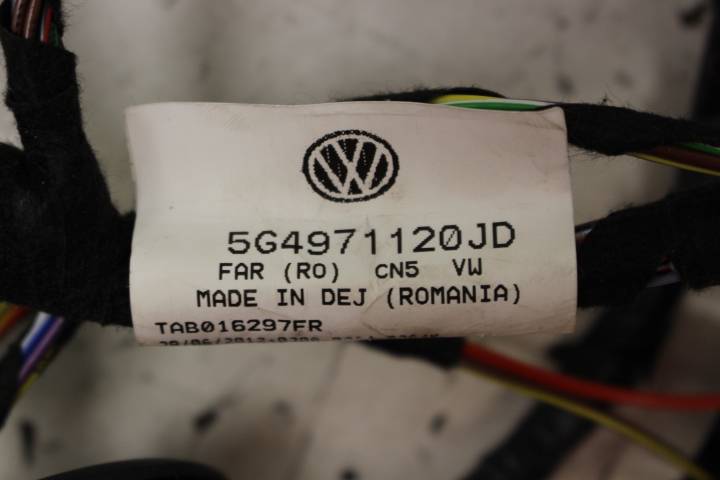 5G4971120JD
FAR (RO) CN5 VW
MADE IN DEJ (ROMANIA)
TAB016297FR